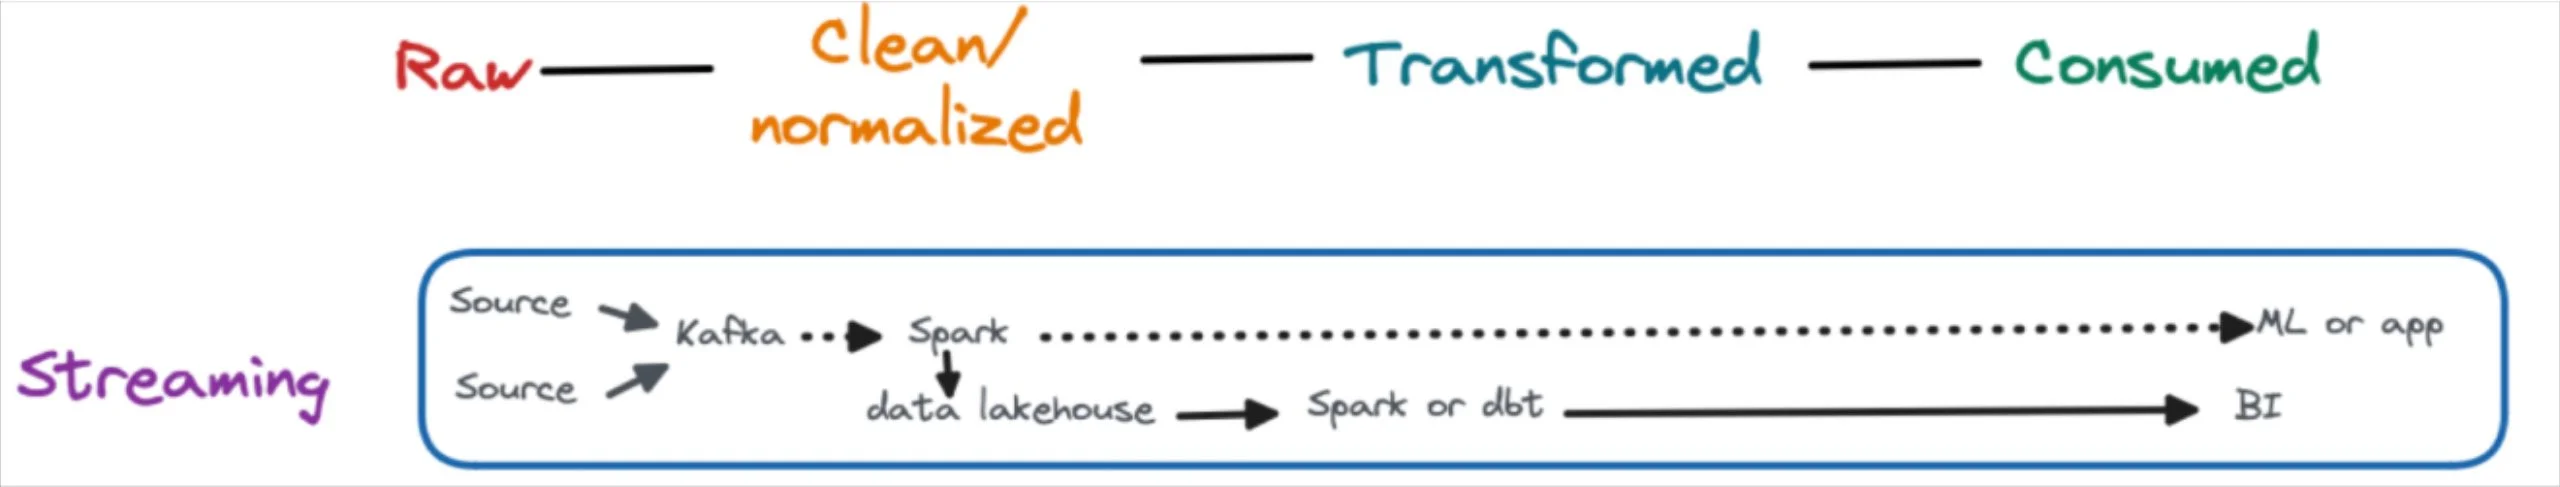 Raw
Clean/
normalized
Transformed
Consumed
Streaming
Source
Source
Kafka
Spark
ML or app
data lakehouse
Spark or dbt
BI